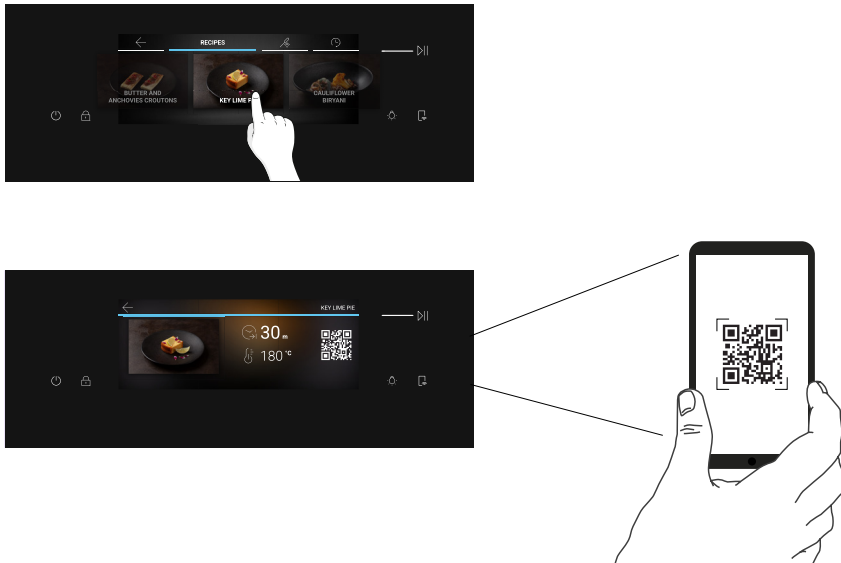 RECIPES
BUTTER AND
ANCHOVIES CROUTONS
KEY LIME P
CAULIFLOWER
BIRYANI
KEY LIME PIE
30 m
180 °C